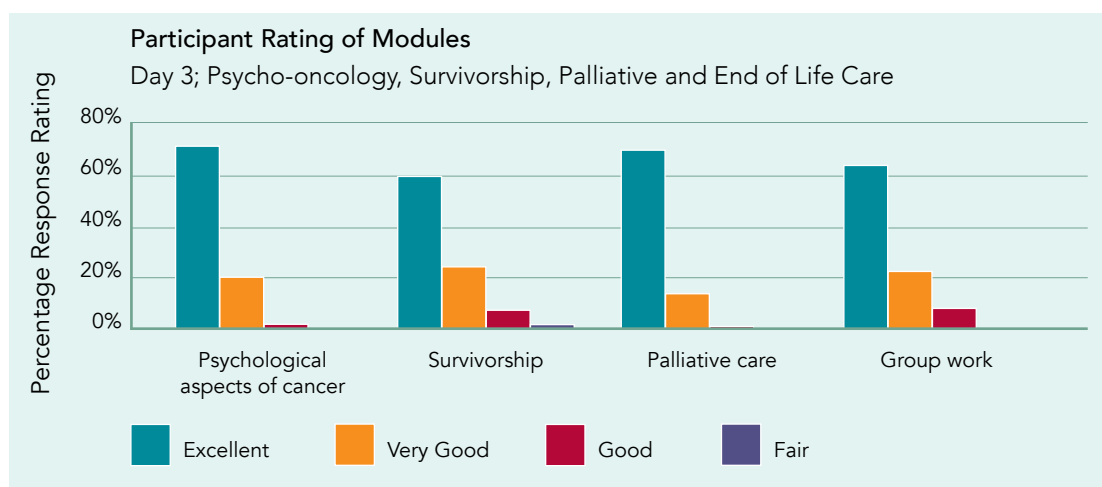 Participant Rating of Modules
Day 3; Psycho-oncology, Survivorship, Palliative and End of Life Care
Percentage Response Rating
80%
60%
40%
20%
0%
Psychological
aspects of cancer
Survivorship
Palliative care
Group work
Excellent
Very Good
Good
Fair